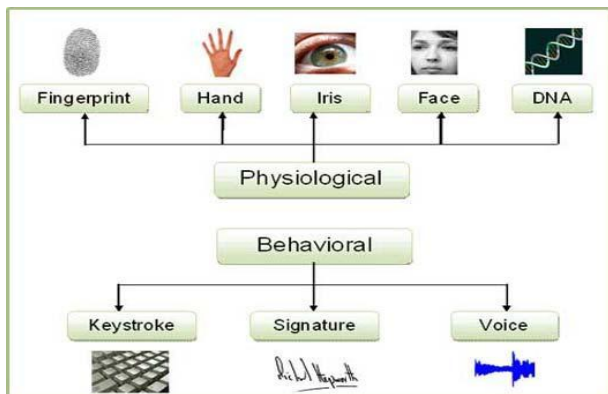 Fingerprint Hand Iris Face DNA
Physiological
Behavioral
Keystroke Signature Voice